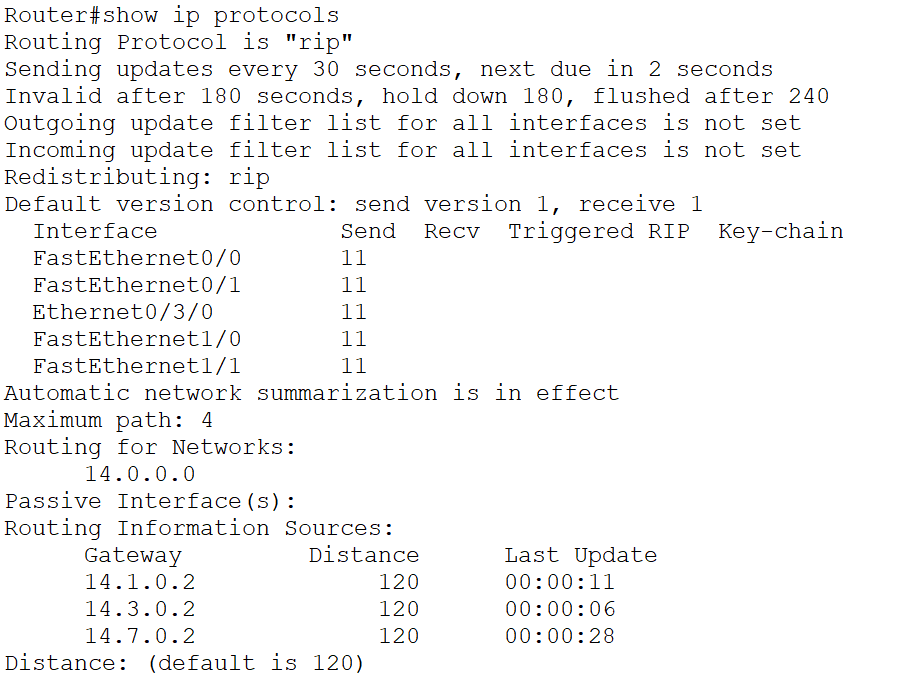 Router#show ip protocols
Routing Protocol is "rip"
Sending updates every 30 seconds, next due in 2 seconds
Invalid after 180 seconds, hold down 180, flushed after 240
Outgoing update filter list for all interfaces is not set
Incoming update filter list for all interfaces is not set
Redistributing: rip
Default version control: send version 1, receive 1
  Interface             Send  Recv  Triggered RIP  Key-chain
  FastEthernet0/0       11
  FastEthernet0/1       11
  Ethernet0/3/0         11
  FastEthernet1/0       11
  FastEthernet1/1       11
Automatic network summarization is in effect
Maximum path: 4
Routing for Networks:
      14.0.0.0
Passive Interface(s):
Routing Information Sources:
      Gateway         Distance      Last Update
      14.1.0.2             120      00:00:11
      14.3.0.2             120      00:00:06
      14.7.0.2             120      00:00:28
Distance: (default is 120)